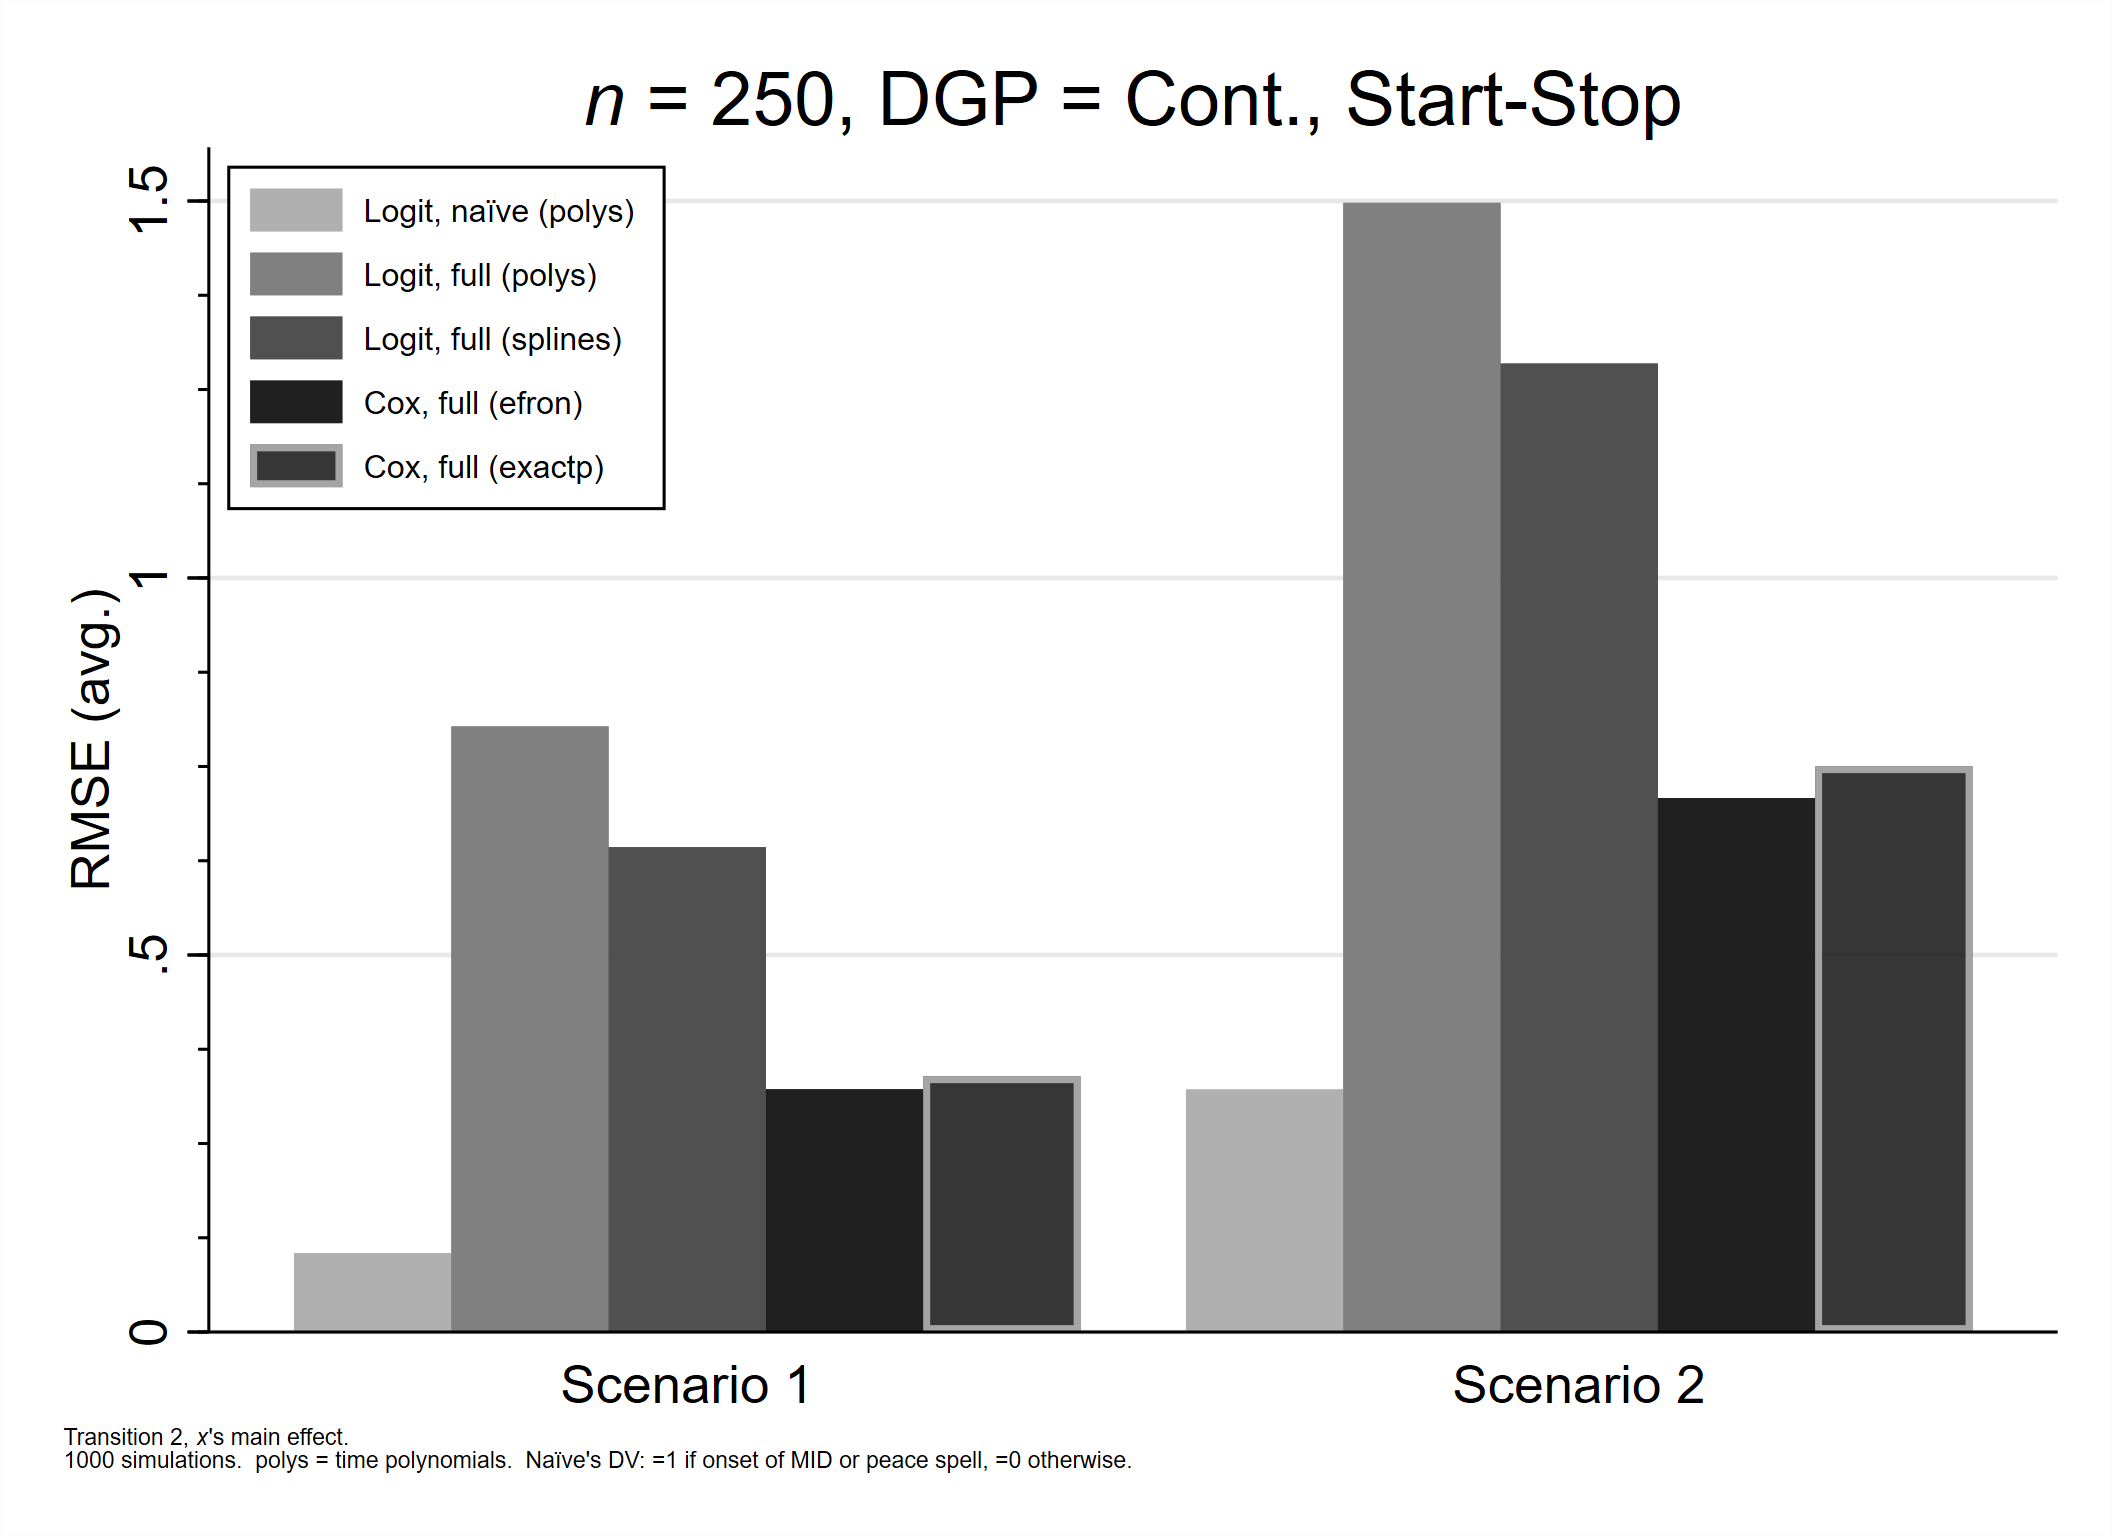 n = 250, DGP = Cont., Start-Stop
Logit, naïve (polys)
Logit, full (polys)
Logit, full (splines)
Cox, full (efron)
Cox, full (exactp)
RMSE (avg.)
1.5
1
.5
0
Scenario 1
Scenario 2
Transition 2, x's main effect.
1000 simulations.  polys = time polynomials.  Naïve's DV: =1 if onset of MID or peace spell, =0 otherwise.